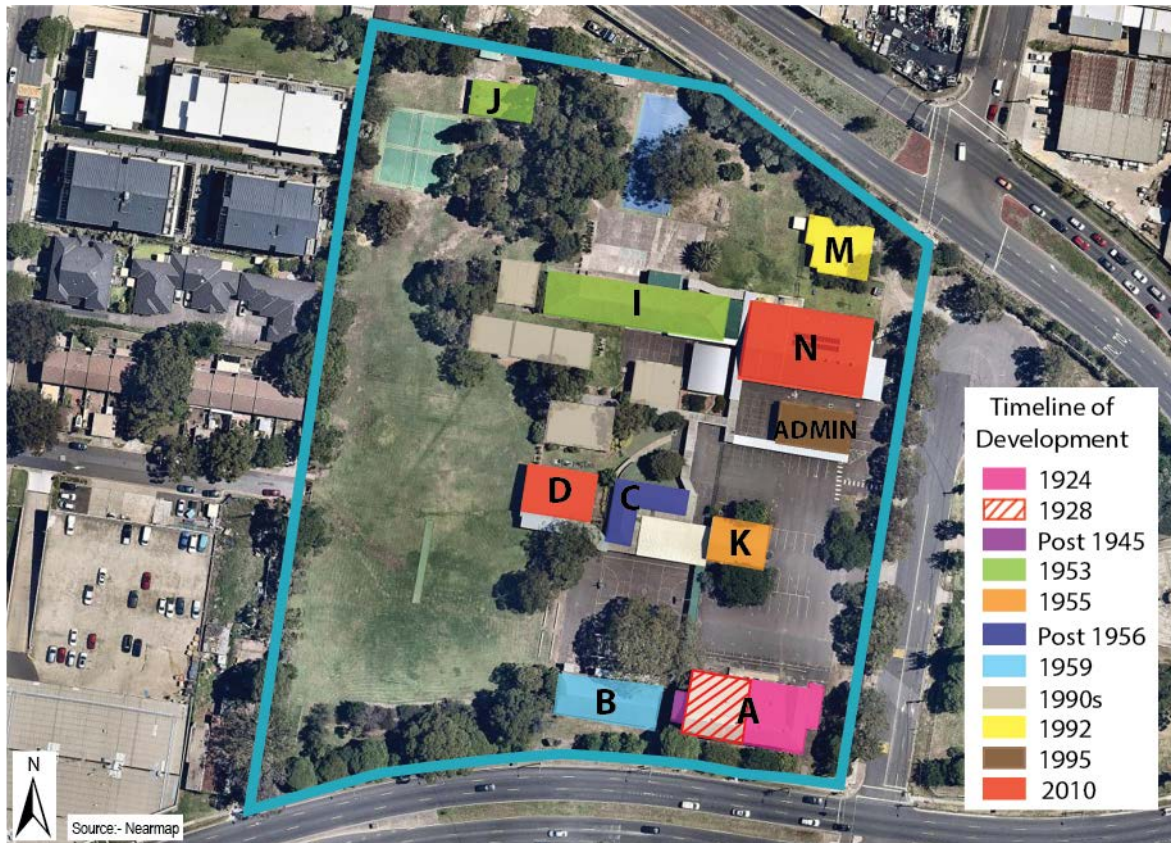 J
M
I
N
ADMIN
D
C
K
B
A
Timeline of
Development
1924
1928
Post 1945
1953
1955
Post 1956
1959
1990s
1992
1995
2010
N
Source:- Nearmap